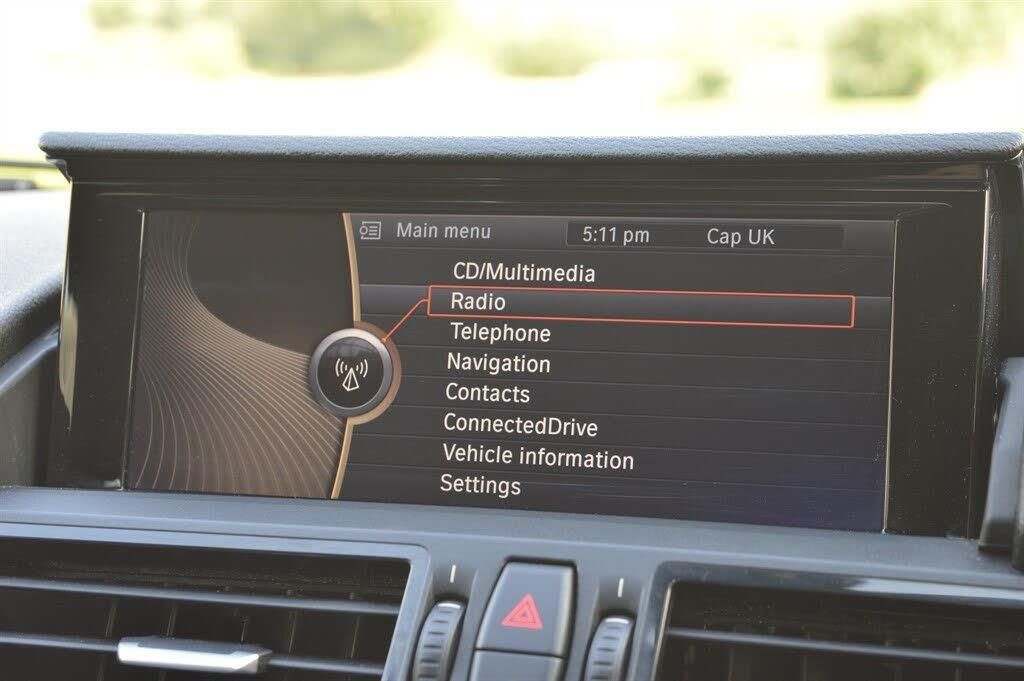 Main menu 5:11 pm Cap UK
CD/Multimedia
Radio
Telephone
Navigation
Contacts
ConnectedDrive
Vehicle information
Settings